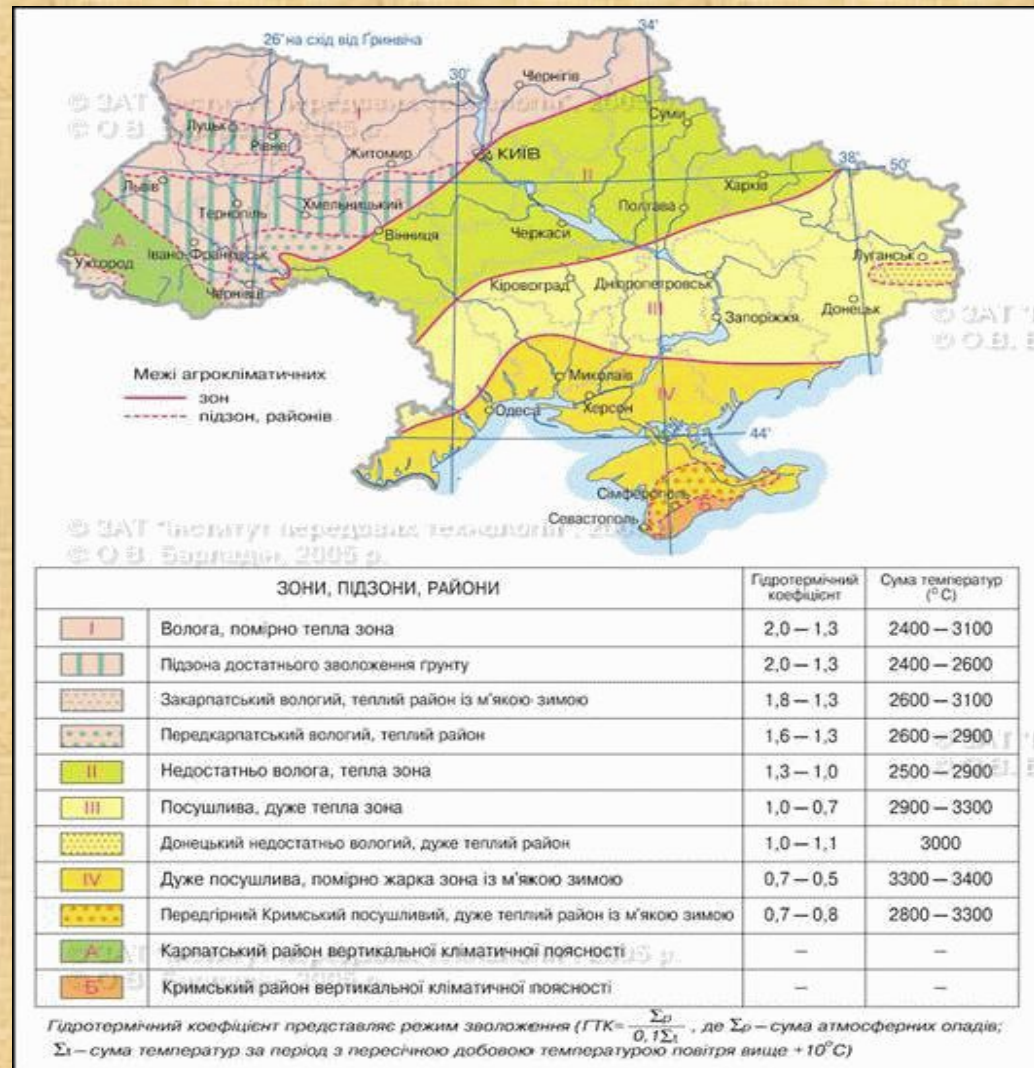 26° на схід від Ґринвіча
34°
30°
Чернігів
© ЗАТ "Інститут передових технологій", 2005 р.
© О.В. Барладін, 2005 р.
I
Суми
Луцьк
Рівне
Житомир
КИЇВ
38°
50°
II
Львів
Харків
Хмельницький
Тернопіль
Полтава
Вінниця
Черкаси
А
Івано-Франківськ
Ужгород
Луганськ
Чернівці
Кіровоград
Дніпропетровськ
III
Донецьк
Запоріжжя
© ЗАТ "І
© О.В. Б
Межі агрокліматичних
зон
підзон, районів
Миколаїв
Одеса
Херсон
IV
44°
Сімферополь
Б
Севастополь
© ЗАТ "Інститут передових технологій", 2005
© О.В. Барладін, 2005 р.
ЗОНИ, ПІДЗОНИ, РАЙОНИ
Гідротермічний коефіцієнт
Сума температур (°С)
I Волога, помірно тепла зона 2,0 – 1,3 2400 – 3100
Підзона достатнього зволоження ґрунту 2,0 – 1,3 2400 – 2600
Закарпатський вологий, теплий район із м'якою зимою 1,8 – 1,3 2600 – 3100
Передкарпатський вологий, теплий район 1,6 – 1,3 2600 – 2900
II Недостатньо волога, тепла зона 1,3 – 1,0 2500 – 2900
III Посушлива, дуже тепла зона 1,0 – 0,7 2900 – 3300
Донецький недостатньо вологий, дуже теплий район 1,0 – 1,1 3000
IV Дуже посушлива, помірно жарка зона із м'якою зимою 0,7 – 0,5 3300 – 3400
Передгірний Кримський посушливий, дуже теплий район із м'якою зимою 0,7 – 0,8 2800 – 3300
А Карпатський район вертикальної кліматичної поясності – –
Б Кримський район вертикальної кліматичної поясності – –
Гідротермічний коефіцієнт представляє режим зволоження (ГТК= Σp / 0,1Σt , де Σp – сума атмосферних опадів;
Σt – сума температур за період з пересічною добовою температурою повітря вище +10°С)